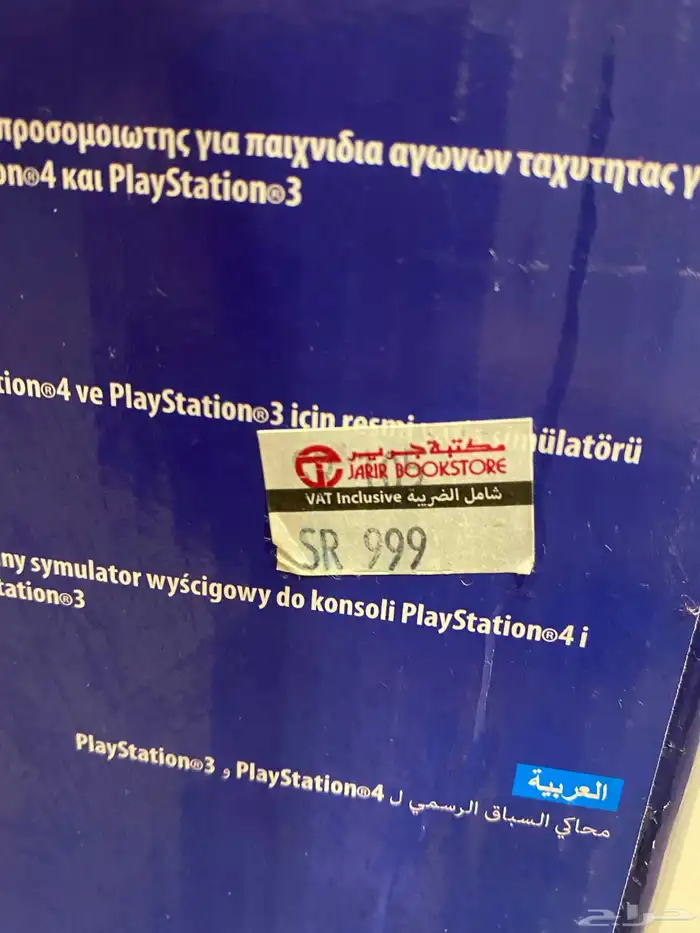 προσομοιωτης για παιχνιδια αγωνων ταχυτητας γ
on®4 και PlayStation®3
tion®4 ve PlayStation®3 için resmi
simülatörü
مكتبة جرير
JARIR BOOKSTORE
VAT Inclusive شامل الضريبة
SR 999
ny symulator wyścigowy do konsoli PlayStation®4 i
tation®3
العربية
محاكي السباق الرسمي ل PlayStation®4 و PlayStation®3
حراج